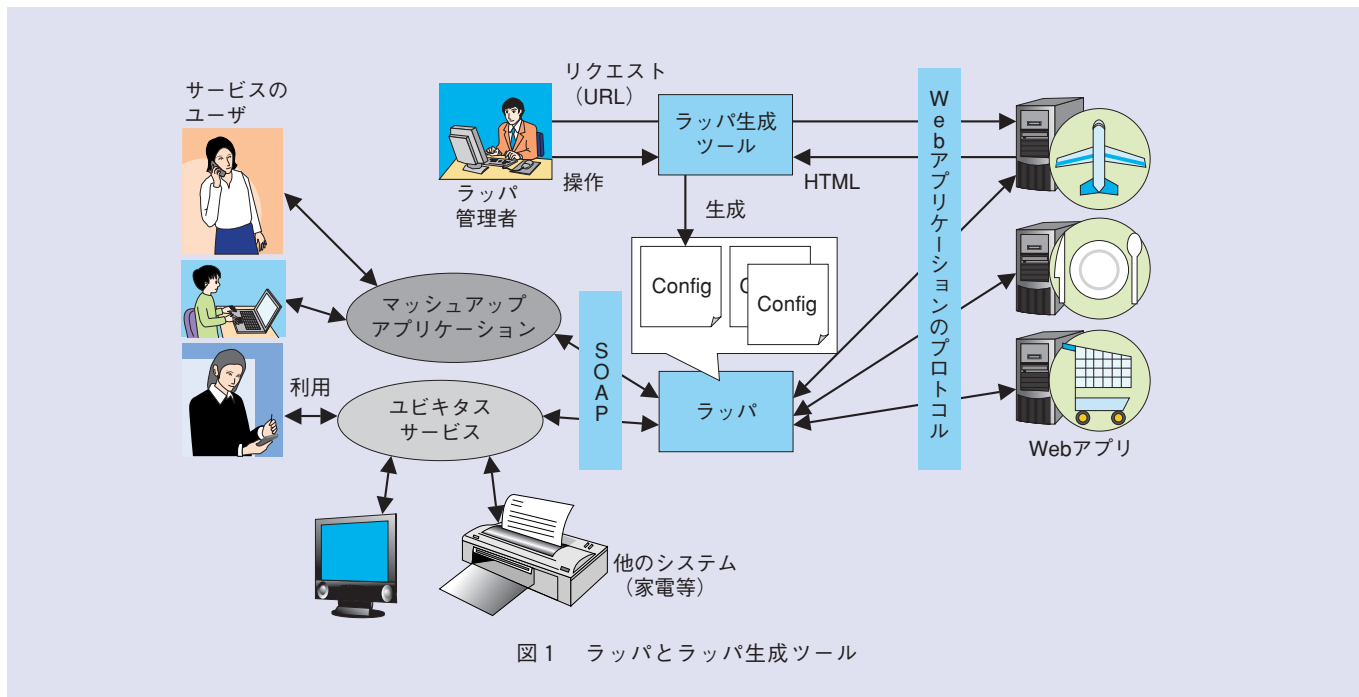 サービスの
ユーザ
リクエスト
（URL）
ラッパ生成
ツール
操作
ラッパ
管理者
HTML
生成
Webアプリケーションのプロトコル
Config
C
Config
マッシュアップ
アプリケーション
SOAP
ラッパ
利用
ユビキタス
サービス
Webアプリ
他のシステム
（家電等）
図1 ラッパとラッパ生成ツール